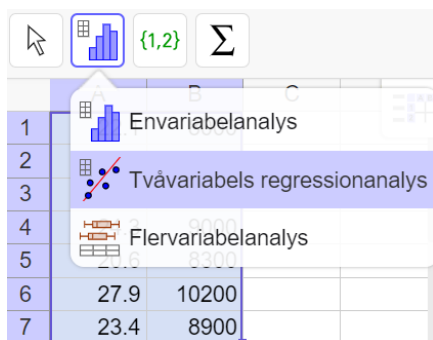 {1,2} Σ
A B C
1
Envariabelanalys
2
Tvåvariabels regressionanalys
3
4
Flervariabelanalys
5 20.6 8300
6 27.9 10200
7 23.4 8900